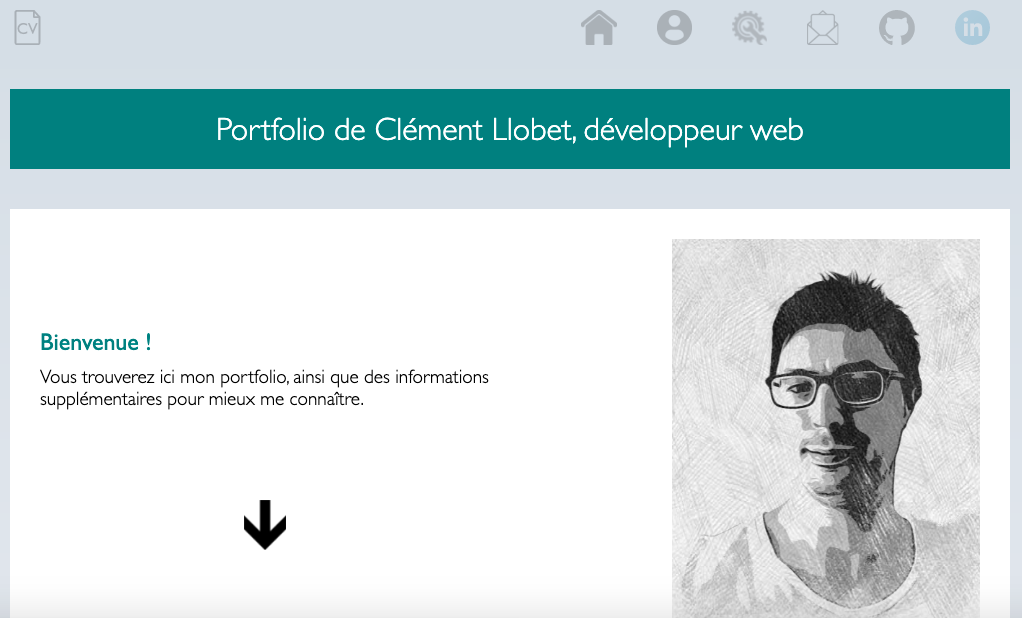 CV
in
Portfolio de Clément Llobet, développeur web
Bienvenue !
Vous trouverez ici mon portfolio, ainsi que des informations
supplémentaires pour mieux me connaître.